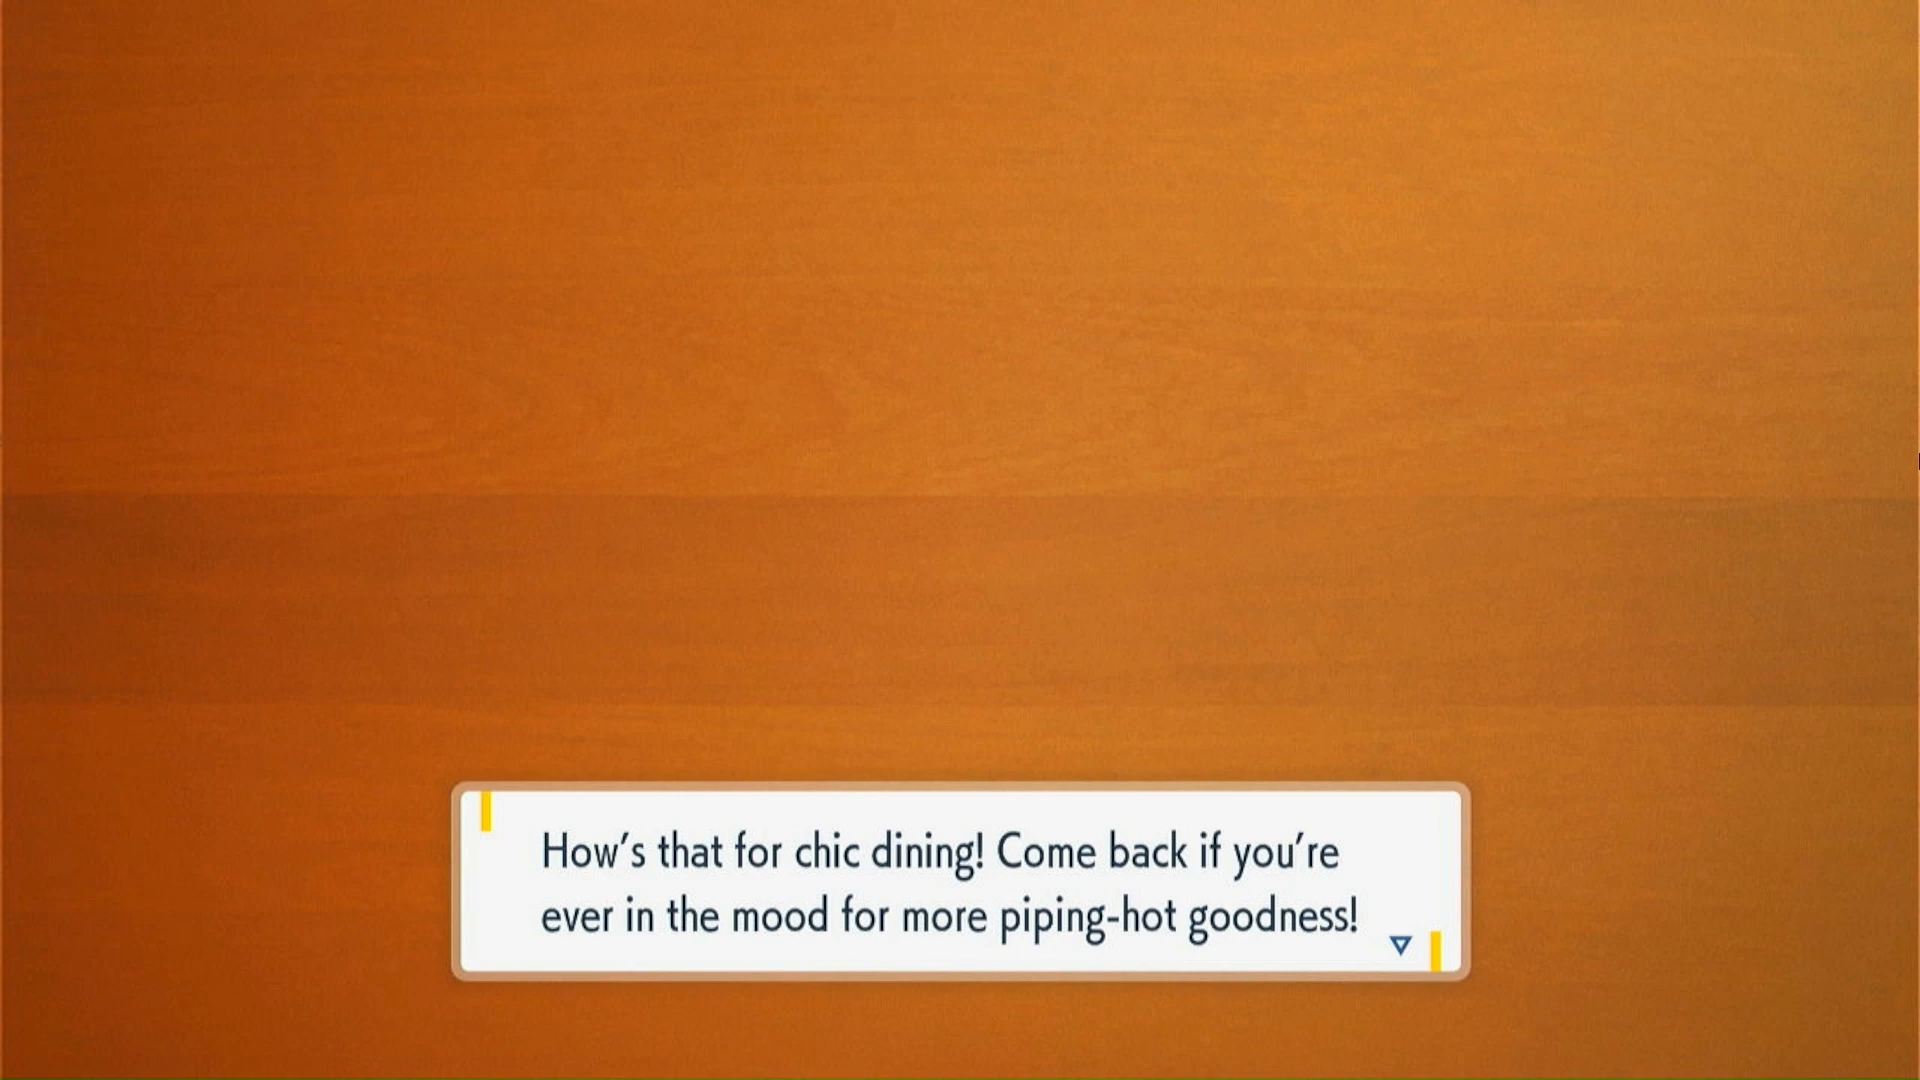 How's that for chic dining! Come back if you're
ever in the mood for more piping-hot goodness!